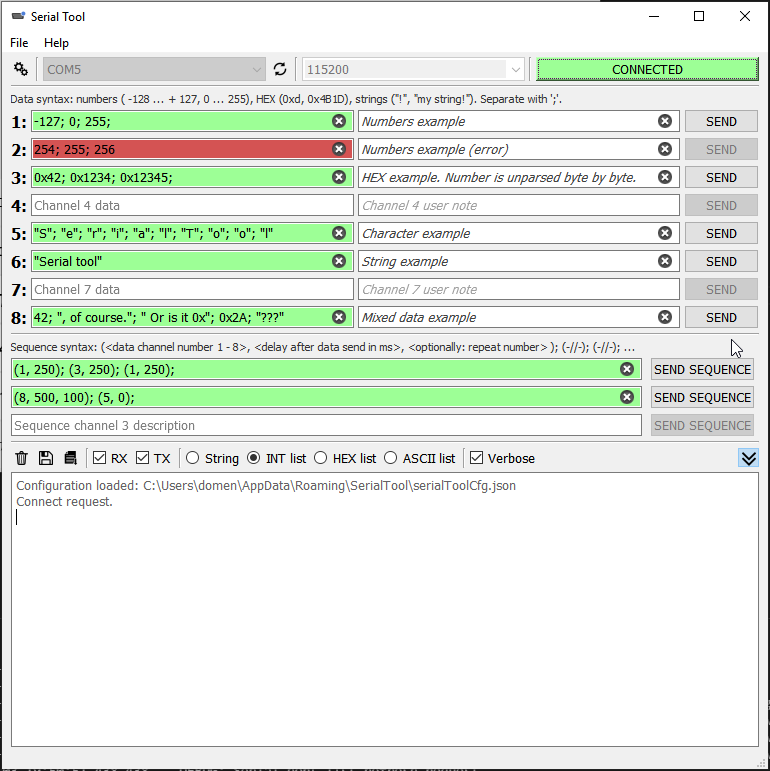 Serial Tool
File Help
COM5 115200 CONNECTED
Data syntax: numbers ( -128 ... + 127, 0 ... 255), HEX (0xd, 0x4B1D), strings ("!", "my string!"). Separate with ';'.
1: -127; 0; 255; Numbers example SEND
2: 254; 255; 256 Numbers example (error) SEND
3: 0x42; 0x1234; 0x12345; HEX example. Number is unparsed byte by byte. SEND
4: Channel 4 data Channel 4 user note SEND
5: "S"; "e"; "r"; "i"; "a"; "l"; "T"; "o"; "o"; "l" Character example SEND
6: "Serial tool" String example SEND
7: Channel 7 data Channel 7 user note SEND
8: 42; ", of course."; " Or is it 0x"; 0x2A; "???" Mixed data example SEND
Sequence syntax: (<data channel number 1 - 8>, <delay after data send in ms>, <optionally: repeat number> ); (-//-); (-//-); ...
(1, 250); (3, 250); (1, 250); SEND SEQUENCE
(8, 500, 100); (5, 0); SEND SEQUENCE
Sequence channel 3 description SEND SEQUENCE
RX TX String INT list HEX list ASCII list Verbose
Configuration loaded: C:\Users\domen\AppData\Roaming\SerialTool\serialToolCfg.json
Connect request.